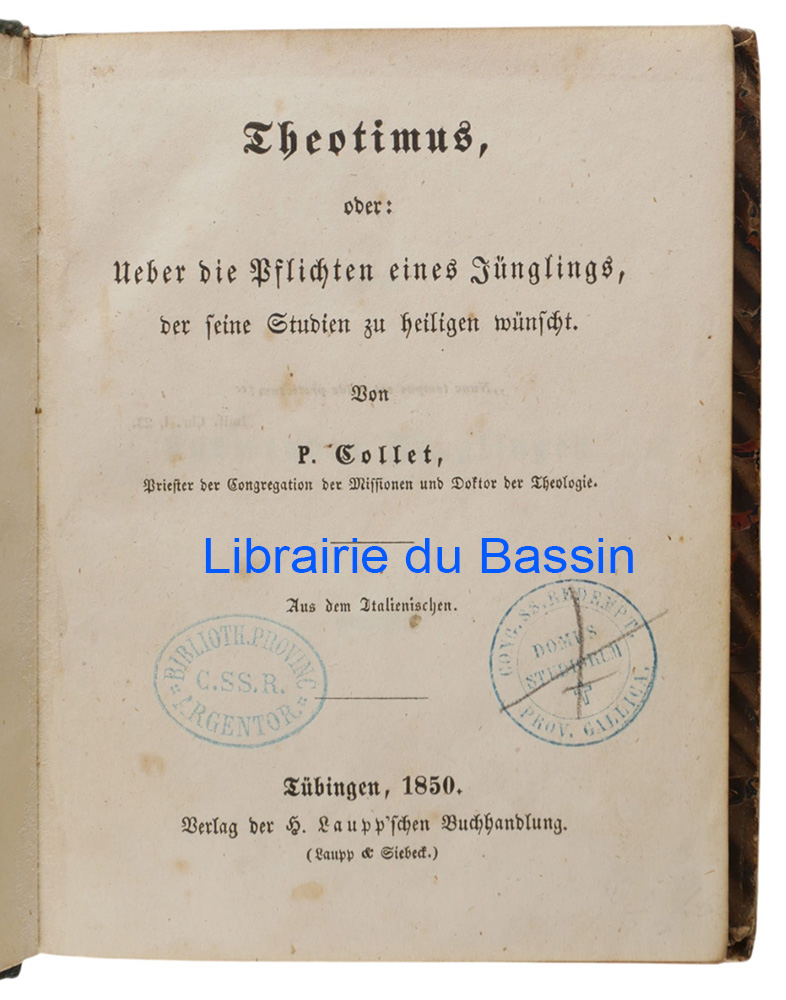 Theotimus,
oder:
Ueber die Pflichten eines Jünglings,
der seine Studien zu heiligen wünscht.
Von
P. Collet,
Priester der Congregation der Missionen und Doktor der Theologie.
Librairie du Bassin
Aus dem Italienischen.
BIBLIOTH. PROVINC
C.SS.R.
ARGENTOR.
CONG. SS. REDEMPT.
DOMUS
STUDIORUM
PROV. GALLICA.
Tübingen, 1850.
Verlag der H. Laupp'schen Buchhandlung.
(Laupp & Siebeck.)